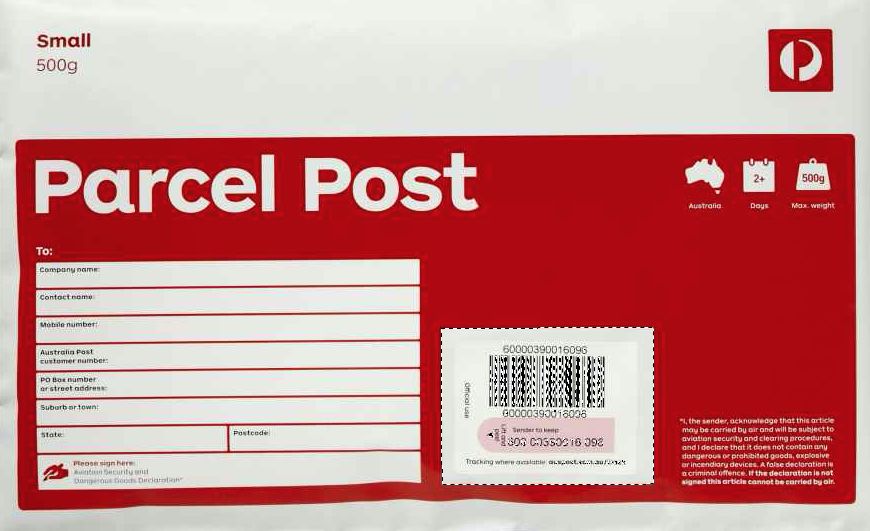 Small
500g
Parcel Post
2+
500g
Australia
Days
Max. weight
To:
Company name:
Contact name:
Mobile number:
Australia Post
customer number:
PO Box number
or street address:
Suburb or town:
State:
Postcode:
Please sign here:
Aviation Security and
Dangerous Goods Declaration*
60000390016096
Official use
Sender to keep
Tracking where available:
*I, the sender, acknowledge that this article
may be carried by air and will be subject to
aviation security and clearing procedures,
and I declare that it does not contain any
dangerous or prohibited goods, explosive
or incendiary devices. A false declaration is
a criminal offence. If the declaration is not
signed this article cannot be carried by air.